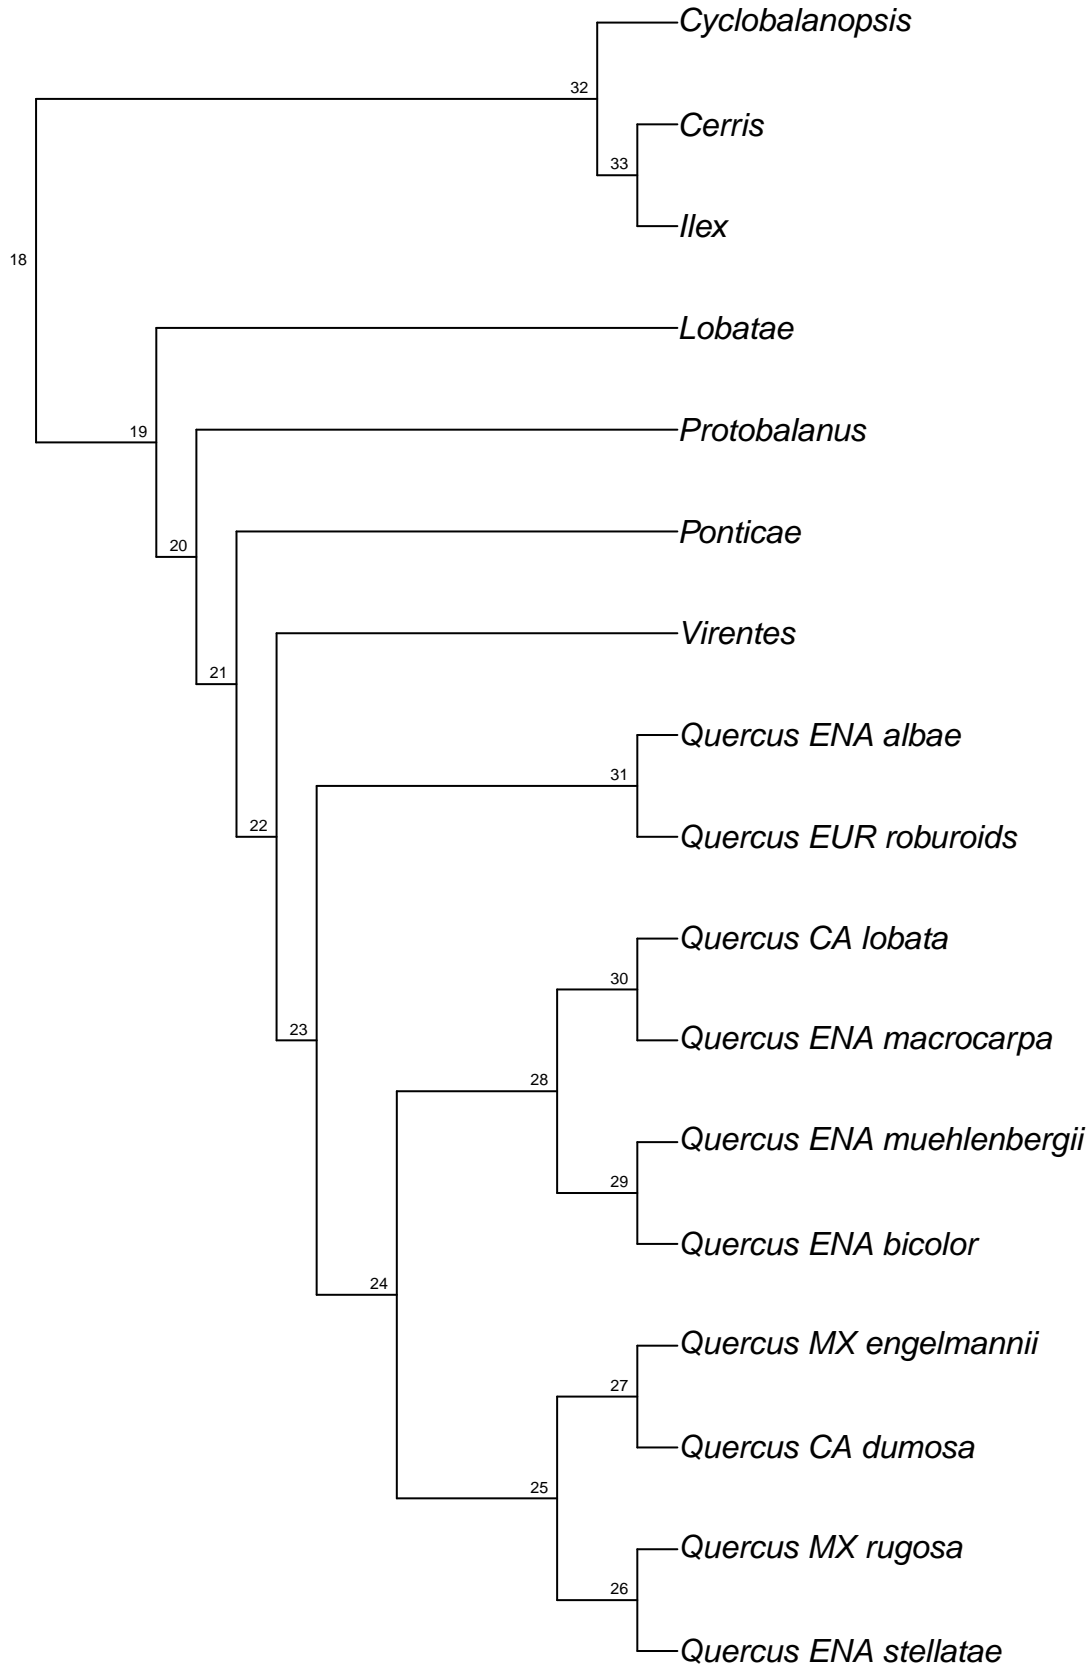 Cyclobalanopsis
32
Cerris
33
Ilex
18
Lobatae
19
Protobalanus
20
Ponticae
21
Virentes
22
Quercus ENA albae
31
Quercus EUR roburoids
23
Quercus CA lobata
30
Quercus ENA macrocarpa
28
Quercus ENA muehlenbergii
29
Quercus ENA bicolor
24
Quercus MX engelmannii
27
Quercus CA dumosa
25
Quercus MX rugosa
26
Quercus ENA stellatae